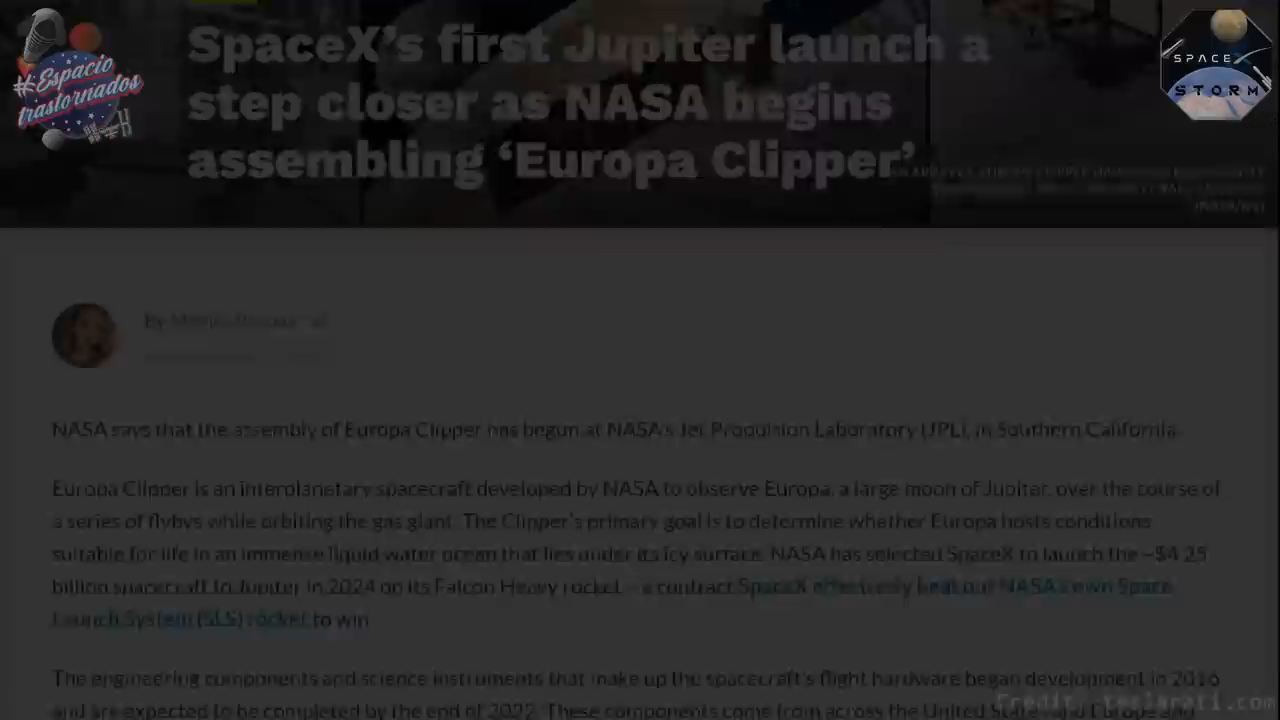 #Espacio
trastornados
SPACEX
STORM
SpaceX's first Jupiter launch a
step closer as NASA begins
assembling ‘Europa Clipper’
By
NASA says that the assembly of Europa Clipper has begun at NASA's Jet Propulsion Laboratory (JPL), in Southern California.
Europa Clipper is an interplanetary spacecraft developed by NASA to observe Europa, a large moon of Jupiter, over the course of
a series of flybys while orbiting the gas giant. The Clipper's primary goal is to determine whether Europa hosts conditions
suitable for life in an immense liquid water ocean that lies under its icy surface. NASA has selected SpaceX to launch the ~$4.25
billion spacecraft to Jupiter in 2024 on its Falcon Heavy rocket – a contract SpaceX effectively beat out NASA's own Space
Launch System (SLS) rocket to win.
The engineering components and science instruments that make up the spacecraft's flight hardware began development in 2016
and are expected to be completed by the end of 2022. These components come from across the United States and Europe and
Credit: teslarati.com